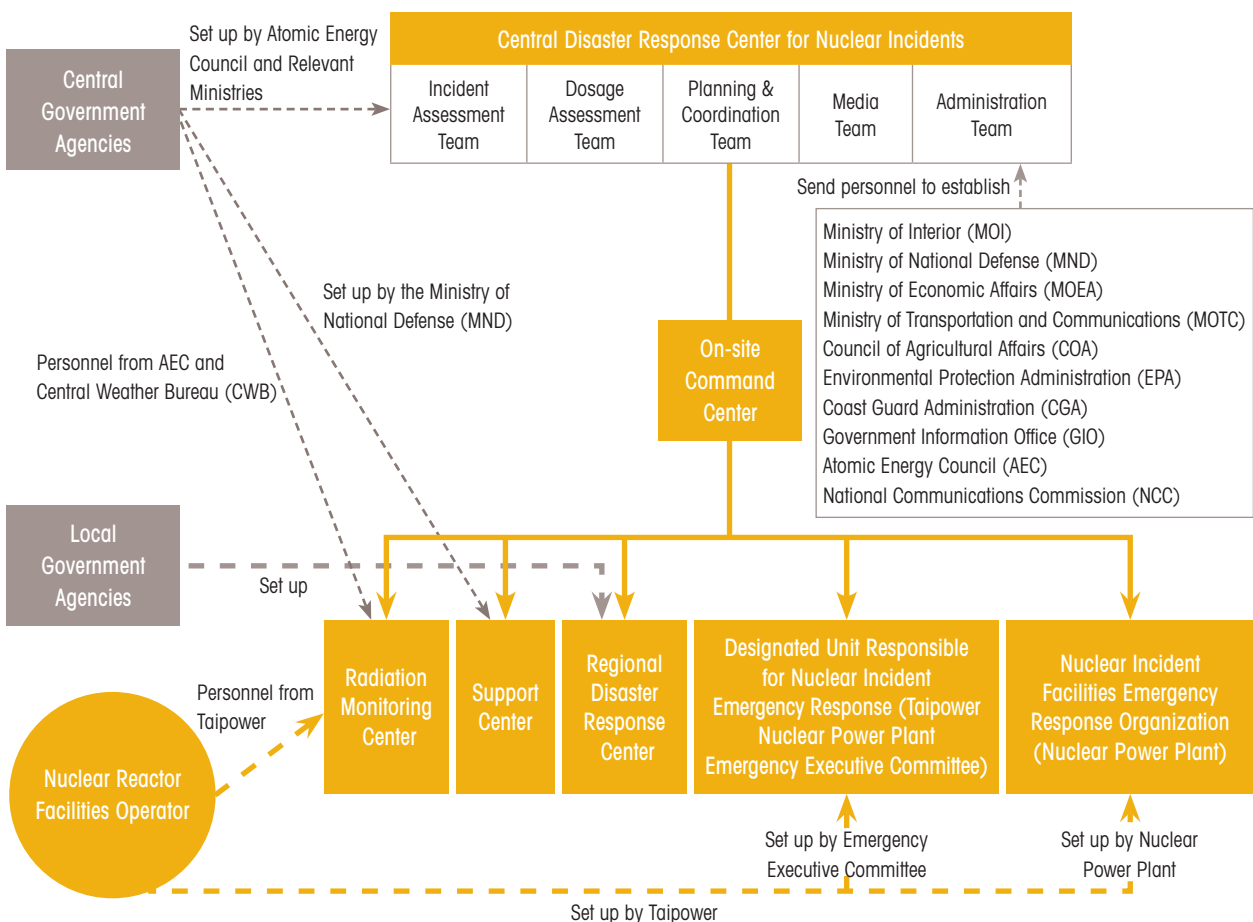 Set up by Atomic Energy
Council and Relevant
Ministries
Central
Government
Agencies
Central Disaster Response Center for Nuclear Incidents
Incident
Assessment
Team
Dosage
Assessment
Team
Planning &
Coordination
Team
Media
Team
Administration
Team
Send personnel to establish
Ministry of Interior (MOI)
Ministry of National Defense (MND)
Ministry of Economic Affairs (MOEA)
Ministry of Transportation and Communications (MOTC)
Council of Agricultural Affairs (COA)
Environmental Protection Administration (EPA)
Coast Guard Administration (CGA)
Government Information Office (GIO)
Atomic Energy Council (AEC)
National Communications Commission (NCC)
Set up by the Ministry of
National Defense (MND)
Personnel from AEC and
Central Weather Bureau (CWB)
On-site
Command
Center
Local
Government
Agencies
Set up
Radiation
Monitoring
Center
Support
Center
Regional
Disaster
Response
Center
Designated Unit Responsible
for Nuclear Incident
Emergency Response (Taipower
Nuclear Power Plant
Emergency Executive Committee)
Nuclear Incident
Facilities Emergency
Response Organization
(Nuclear Power Plant)
Personnel from
Taipower
Nuclear Reactor
Facilities Operator
Set up by Emergency
Executive Committee
Set up by Nuclear
Power Plant
Set up by Taipower